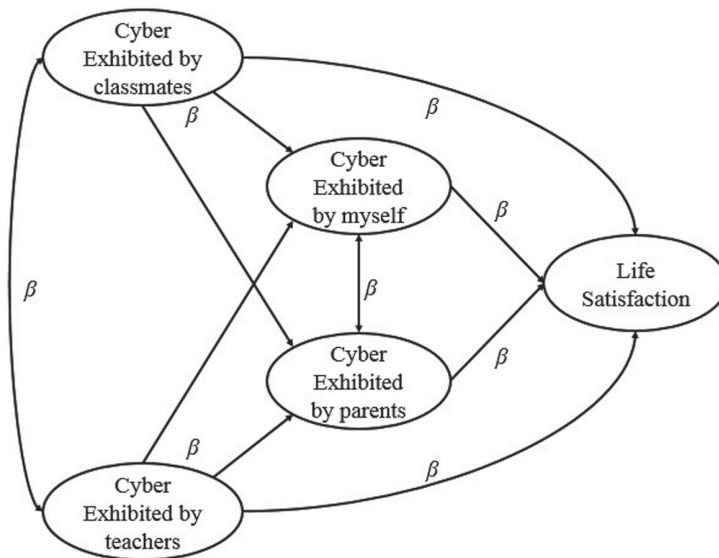 Cyber
Exhibited by
classmates
β
β
Cyber
Exhibited
by myself
β
Life
Satisfaction
β
β
Cyber
Exhibited
by parents
β
β
β
Cyber
Exhibited by
teachers